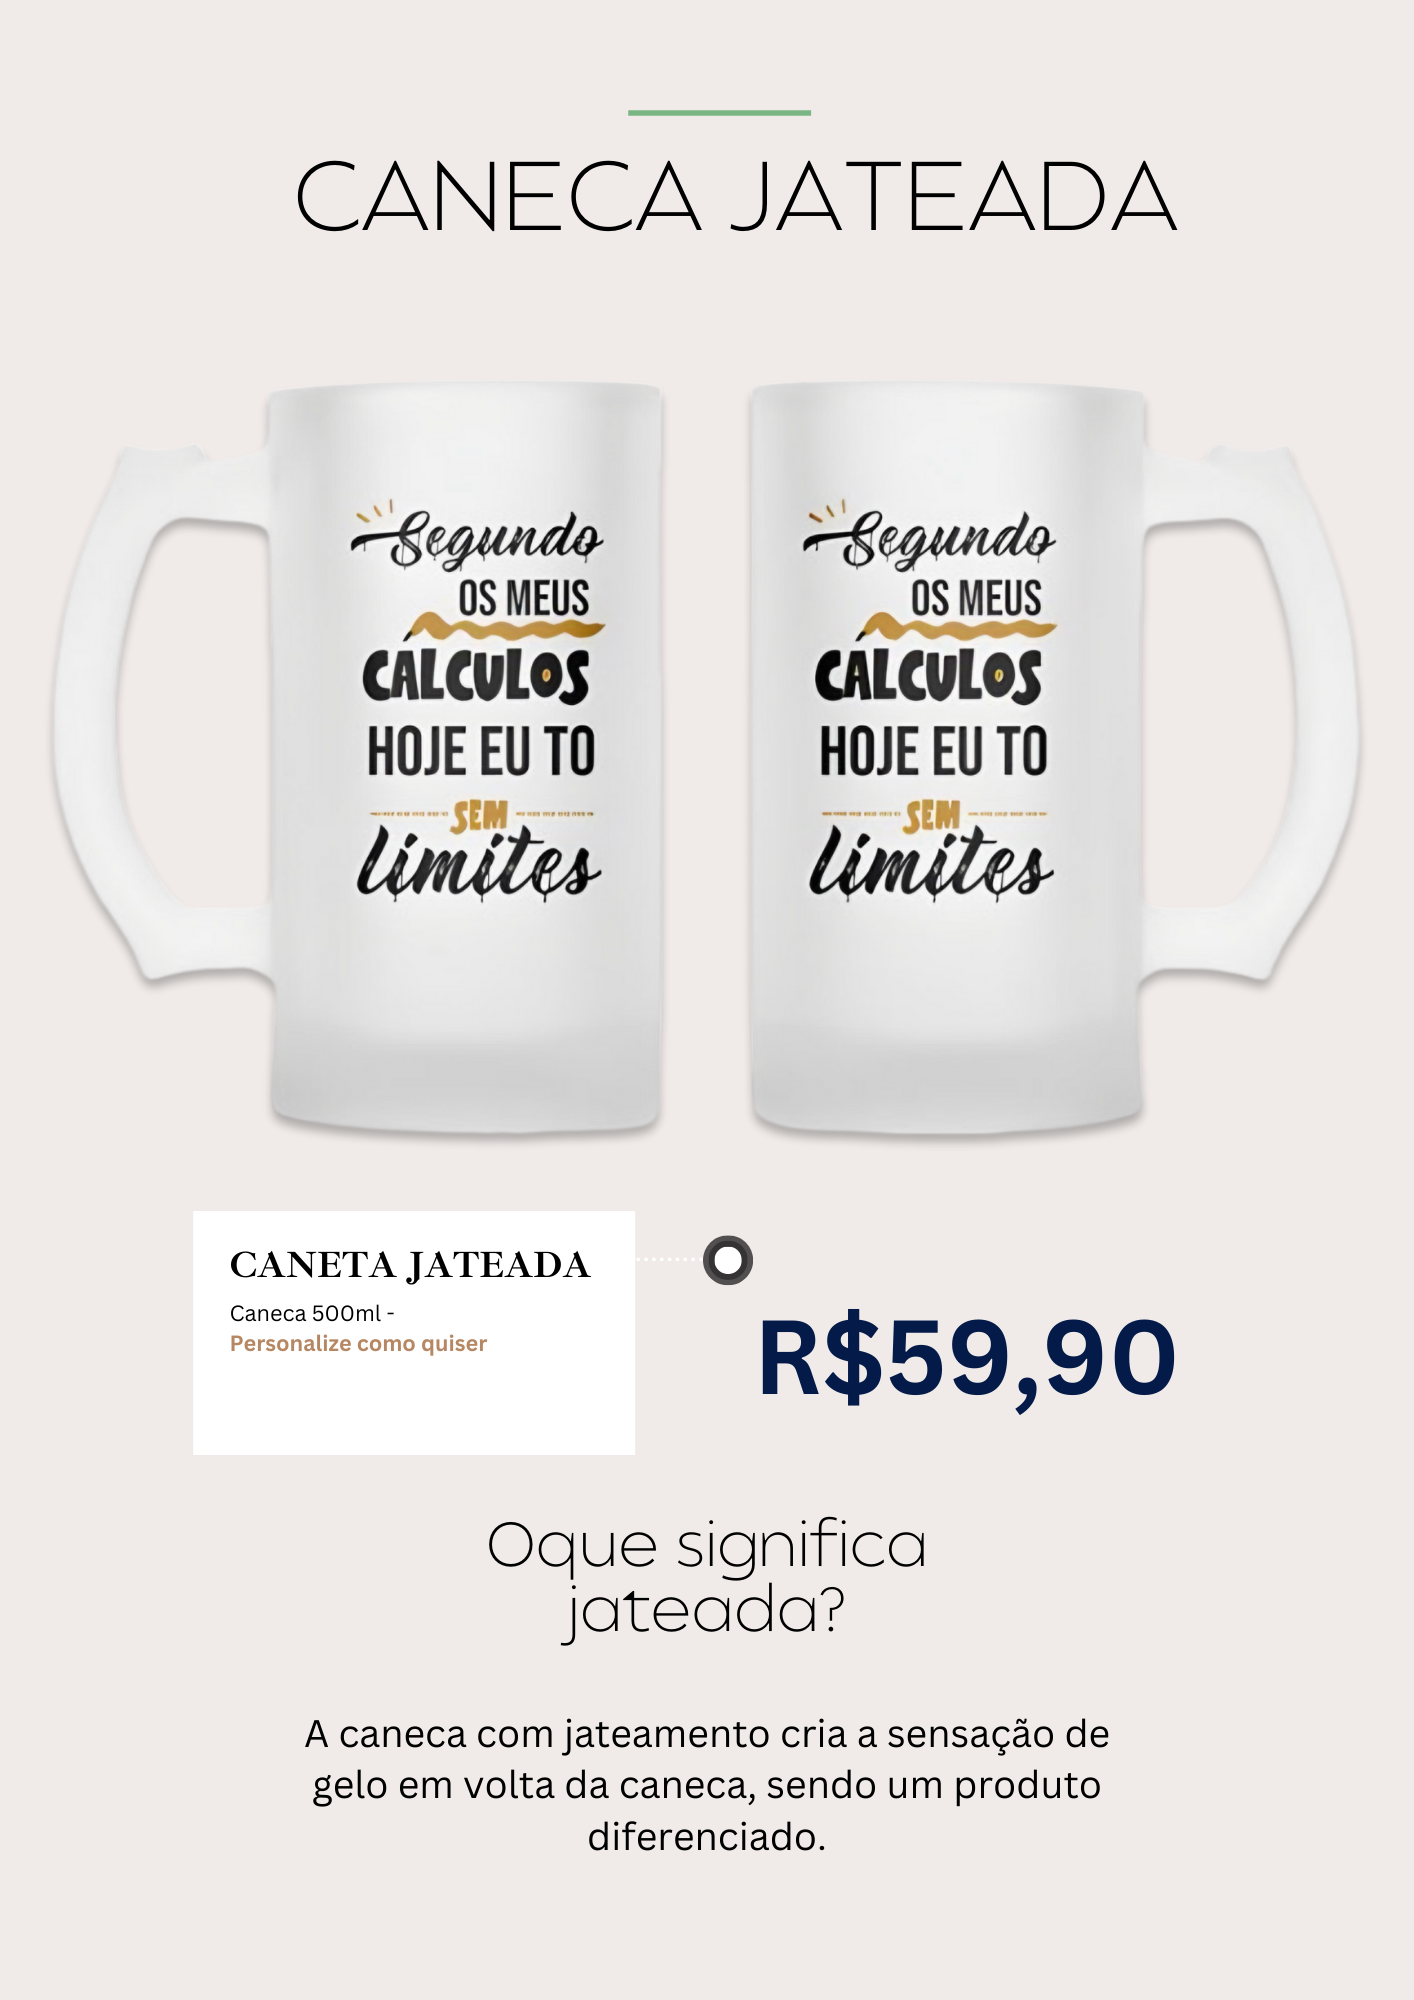 CANECA JATEADA
Segundo
OS MEUS
CÁLCULOS
HOJE EU TO
SEM
limites
Segundo
OS MEUS
CÁLCULOS
HOJE EU TO
SEM
limites
CANETA JATEADA
Caneca 500ml -
Personalize como quiser
R$59,90
Oque significa
jateada?
A caneca com jateamento cria a sensação de
gelo em volta da caneca, sendo um produto
diferenciado.